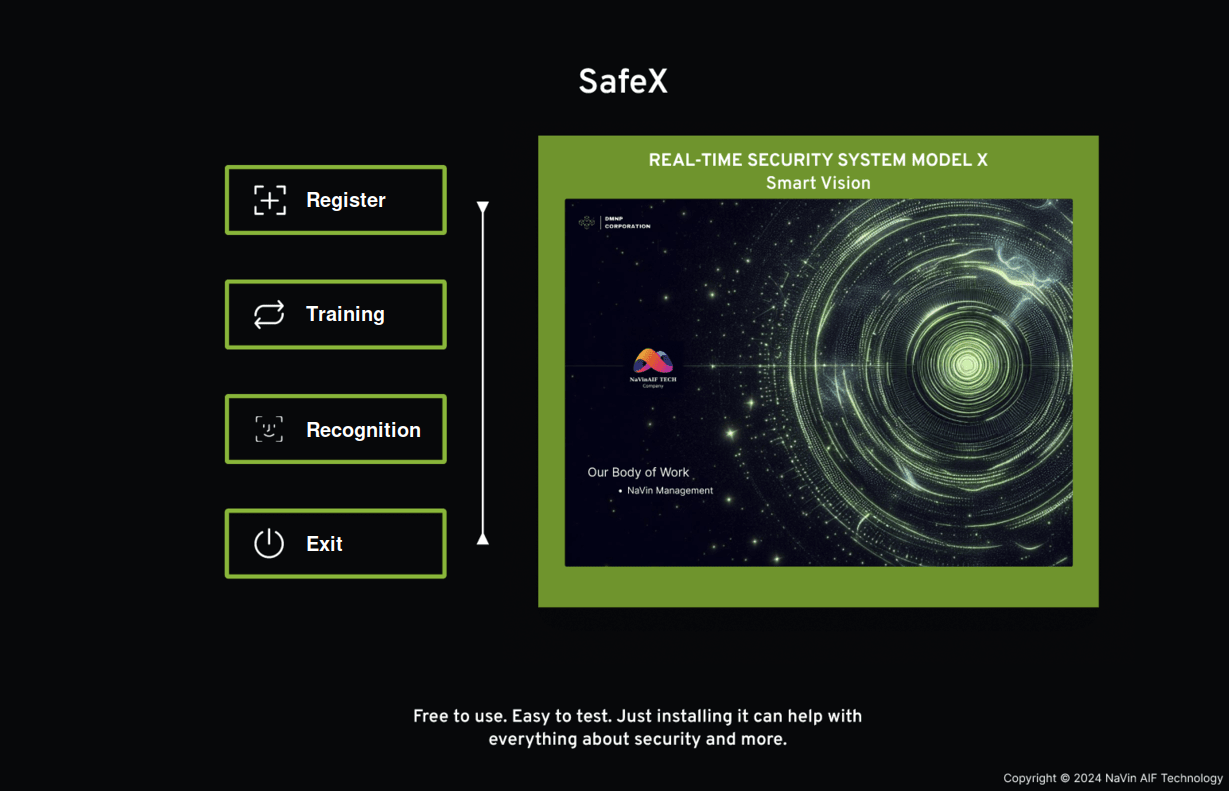 SafeX
Register
Training
Recognition
Exit
REAL-TIME SECURITY SYSTEM MODEL X
Smart Vision
DMNP
CORPORATION
NaVinAIF TECH
Company
Our Body of Work
• NaVin Management
Free to use. Easy to test. Just installing it can help with
everything about security and more.
Copyright © 2024 NaVin AIF Technology